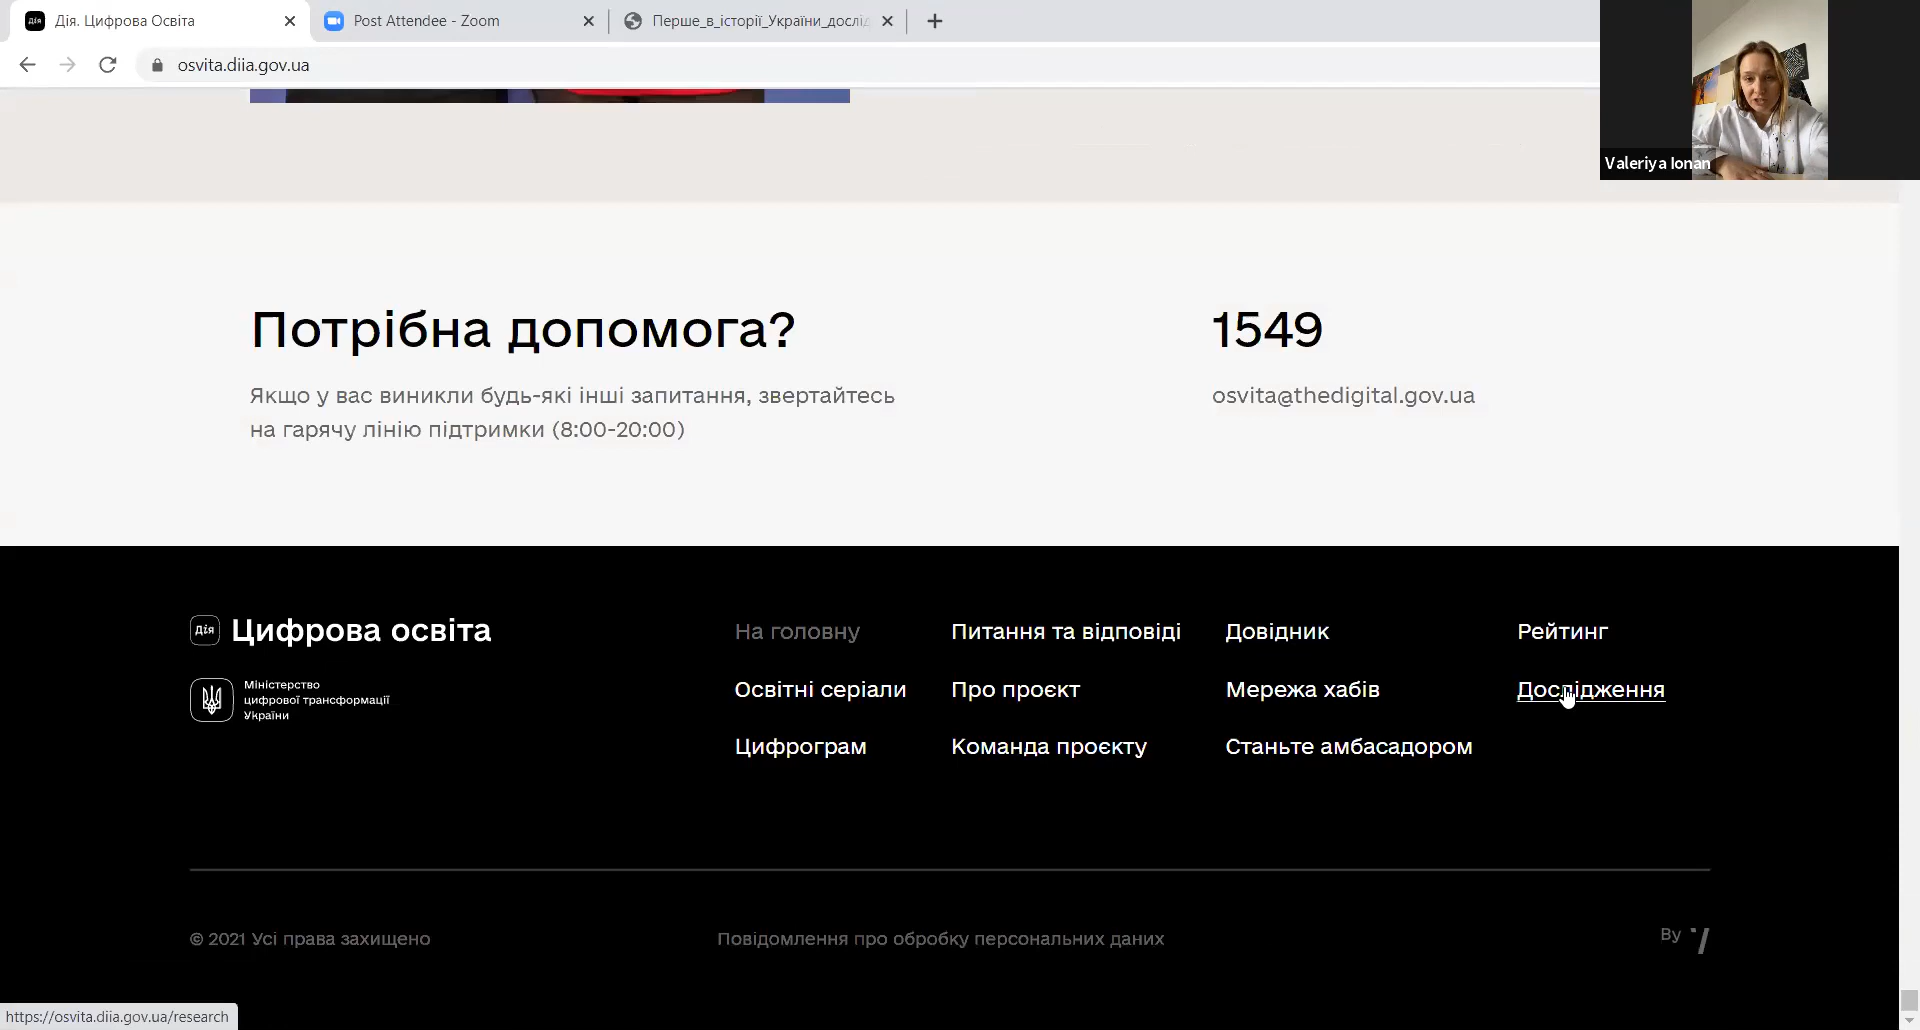 Дія. Цифрова Освіта
Post Attendee - Zoom
Перше_в_історії_України_дослід
osvita.diia.gov.ua
Valeriya Ionan
Потрібна допомога?
1549
Якщо у вас виникли будь-які інші запитання, звертайтесь
на гарячу лінію підтримки (8:00-20:00)
osvita@thedigital.gov.ua
Дія Цифрова освіта
Міністерство
цифрової трансформації
України
На головну
Питання та відповіді
Довідник
Рейтинг
Освітні серіали
Про проєкт
Мережа хабів
Дослідження
Цифрограм
Команда проєкту
Станьте амбасадором
© 2021 Усі права захищено
Повідомлення про обробку персональних даних
By
https://osvita.diia.gov.ua/research